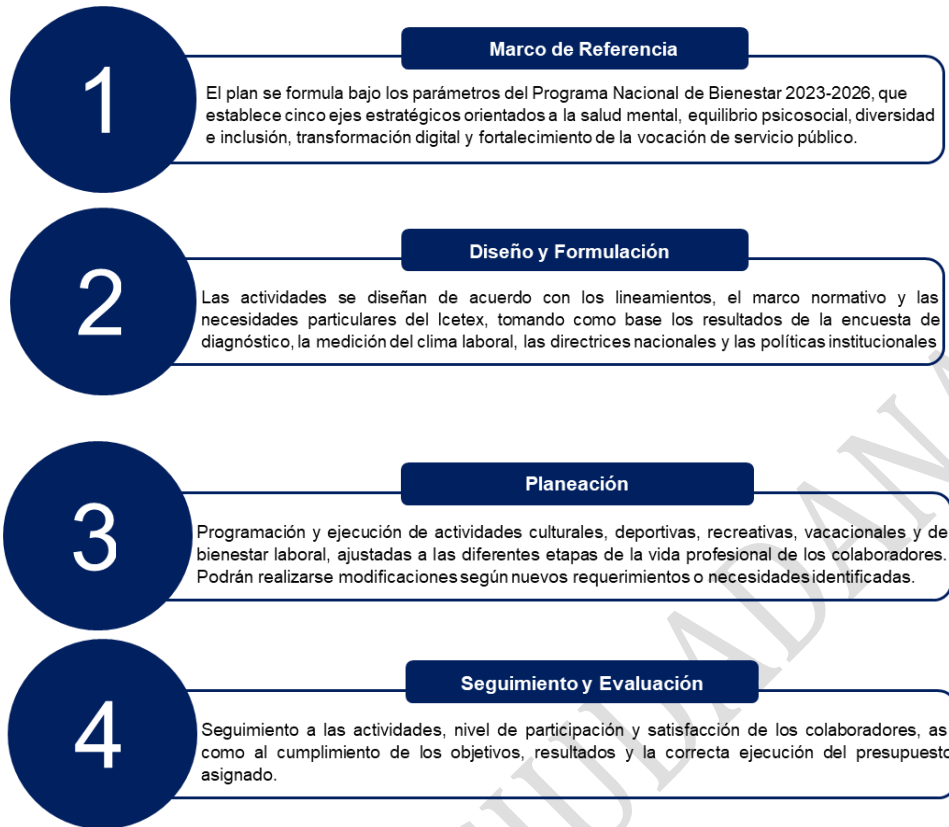 1
Marco de Referencia
El plan se formula bajo los parámetros del Programa Nacional de Bienestar 2023-2026, que
establece cinco ejes estratégicos orientados a la salud mental, equilibrio psicosocial, diversidad
e inclusión, transformación digital y fortalecimiento de la vocación de servicio público.
2
Diseño y Formulación
Las actividades se diseñan de acuerdo con los lineamientos, el marco normativo y las
necesidades particulares del Icetex, tomando como base los resultados de la encuesta de
diagnóstico, la medición del clima laboral, las directrices nacionales y las políticas institucionales
3
Planeación
Programación y ejecución de actividades culturales, deportivas, recreativas, vacacionales y de
bienestar laboral, ajustadas a las diferentes etapas de la vida profesional de los colaboradores.
Podrán realizarse modificaciones según nuevos requerimientos o necesidades identificadas.
4
Seguimiento y Evaluación
Seguimiento a las actividades, nivel de participación y satisfacción de los colaboradores, as
como al cumplimiento de los objetivos, resultados y la correcta ejecución del presupuesto
asignado.